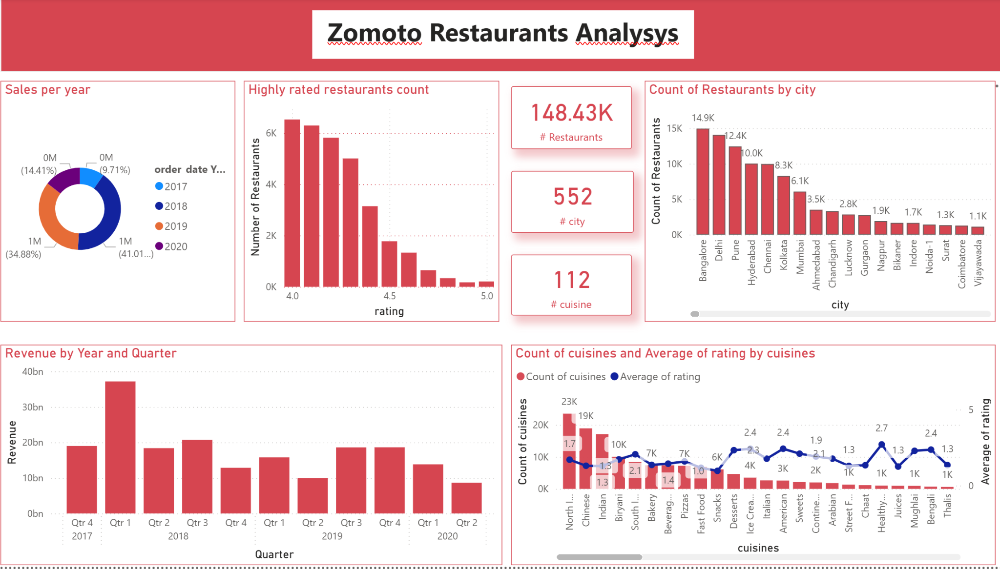 Zomoto Restaurants Analysys
Sales per year
0M
(14.41%)
0M
(9.71%)
1M
(34.88%)
1M
(41.01...)
order_date Y...
2017
2018
2019
2020
Highly rated restaurants count
Number of Restaurants
6K
4K
2K
0K
4.0 4.5 5.0
rating
148.43K
# Restaurants
552
# city
112
# cuisine
Count of Restaurants by city
Count of Restaurants
15K
10K
5K
0K
14.9K
12.4K
10.0K
8.3K
6.1K
3.5K
2.8K
1.9K
1.7K
1.3K
1.1K
Bangalore
Delhi
Pune
Hyderabad
Chennai
Kolkata
Mumbai
Ahmedabad
Chandigarh
Lucknow
Gurgaon
Nagpur
Bikaner
Indore
Noida-1
Surat
Coimbatore
Vijayawada
city
Revenue by Year and Quarter
Revenue
40bn
30bn
20bn
10bn
0bn
Qtr 4 Qtr 1 Qtr 2 Qtr 3 Qtr 4 Qtr 1 Qtr 2 Qtr 3 Qtr 4 Qtr 1 Qtr 2
2017 2018 2019 2020
Quarter
Count of cuisines and Average of rating by cuisines
Count of cuisines Average of rating
Count of cuisines
20K
10K
0K
Average of rating
5
0
23K
19K
10K
7K
7K
6K
4K
3K
2K
1K
1K
1K
1K
1.7
1.3
1.3
2.1
1.4
1.0
2.4
2.3
2.4
1.9
2.1
1.3
2.7
1.3
2.4
1.3
North I...
Chinese
Indian
Biryani
South I...
Bakery
Beverag...
Pizzas
Fast Food
Snacks
Desserts
Ice Crea...
Italian
American
Sweets
Contine...
Arabian
Street F...
Chaat
Healthy...
Juices
Mughlai
Bengali
Thalis
cuisines